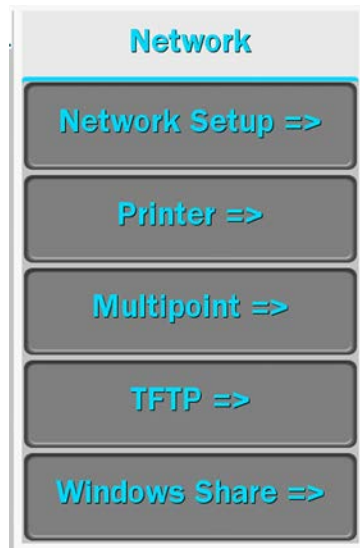 Network
Network Setup =>
Printer =>
Multipoint =>
TFTP =>
Windows Share =>